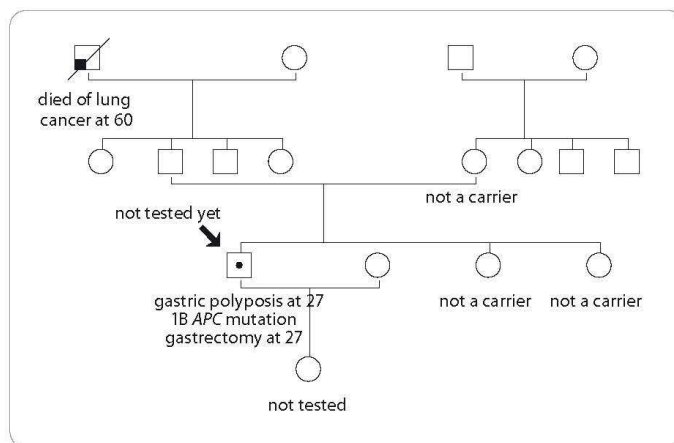 died of lung
cancer at 60
not a carrier
not tested yet
gastric polyposis at 27
1B APC mutation
gastrectomy at 27
not a carrier
not a carrier
not tested